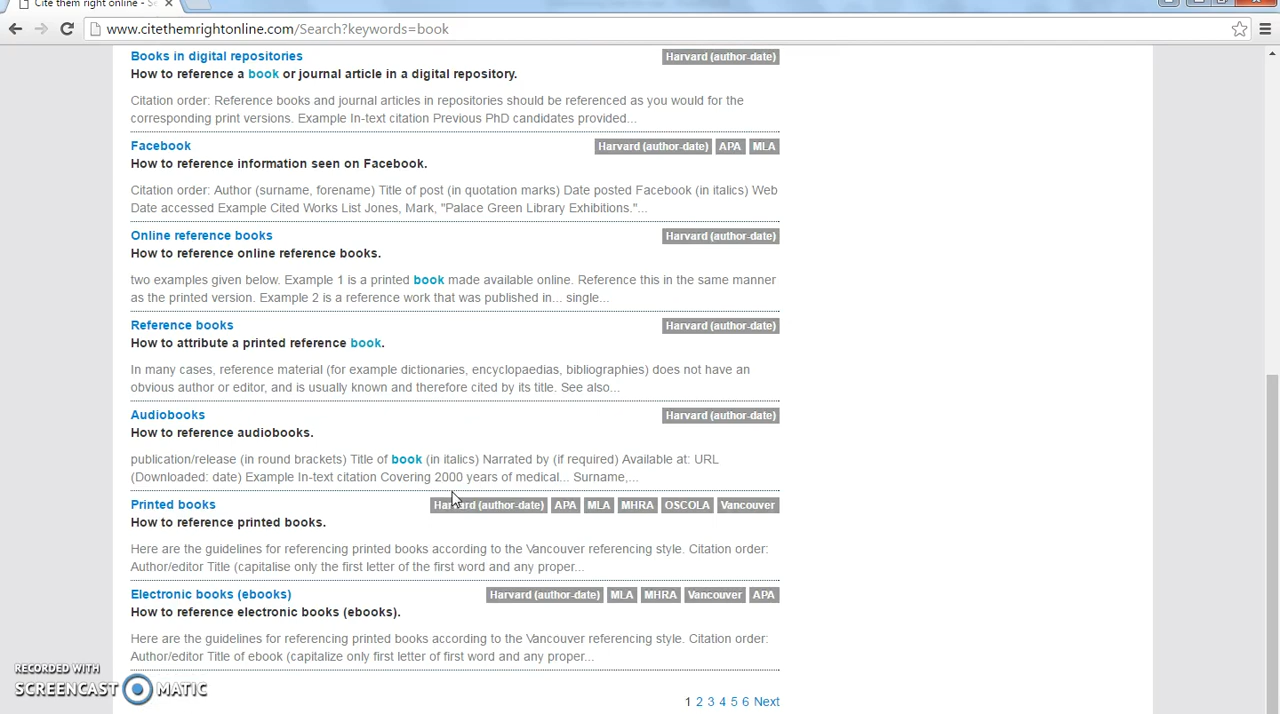 Cite them right online - S
www.citethemrightonline.com/Search?keywords=book
Books in digital repositories Harvard (author-date)
How to reference a book or journal article in a digital repository.
Citation order: Reference books and journal articles in repositories should be referenced as you would for the
corresponding print versions. Example In-text citation Previous PhD candidates provided...
Facebook Harvard (author-date) APA MLA
How to reference information seen on Facebook.
Citation order: Author (surname, forename) Title of post (in quotation marks) Date posted Facebook (in italics) Web
Date accessed Example Cited Works List Jones, Mark, "Palace Green Library Exhibitions."...
Online reference books Harvard (author-date)
How to reference online reference books.
two examples given below. Example 1 is a printed book made available online. Reference this in the same manner
as the printed version. Example 2 is a reference work that was published in... single...
Reference books Harvard (author-date)
How to attribute a printed reference book.
In many cases, reference material (for example dictionaries, encyclopaedias, bibliographies) does not have an
obvious author or editor, and is usually known and therefore cited by its title. See also...
Audiobooks Harvard (author-date)
How to reference audiobooks.
publication/release (in round brackets) Title of book (in italics) Narrated by (if required) Available at: URL
(Downloaded: date) Example In-text citation Covering 2000 years of medical... Surname,...
Printed books Harvard (author-date) APA MLA MHRA OSCOLA Vancouver
How to reference printed books.
Here are the guidelines for referencing printed books according to the Vancouver referencing style. Citation order:
Author/editor Title (capitalise only the first letter of the first word and any proper...
Electronic books (ebooks) Harvard (author-date) MLA MHRA Vancouver APA
How to reference electronic books (ebooks).
Here are the guidelines for referencing printed books according to the Vancouver referencing style. Citation order:
Author/editor Title of ebook (capitalize only first letter of first word and any proper...
RECORDED WITH
SCREENCAST MATIC
1 2 3 4 5 6 Next